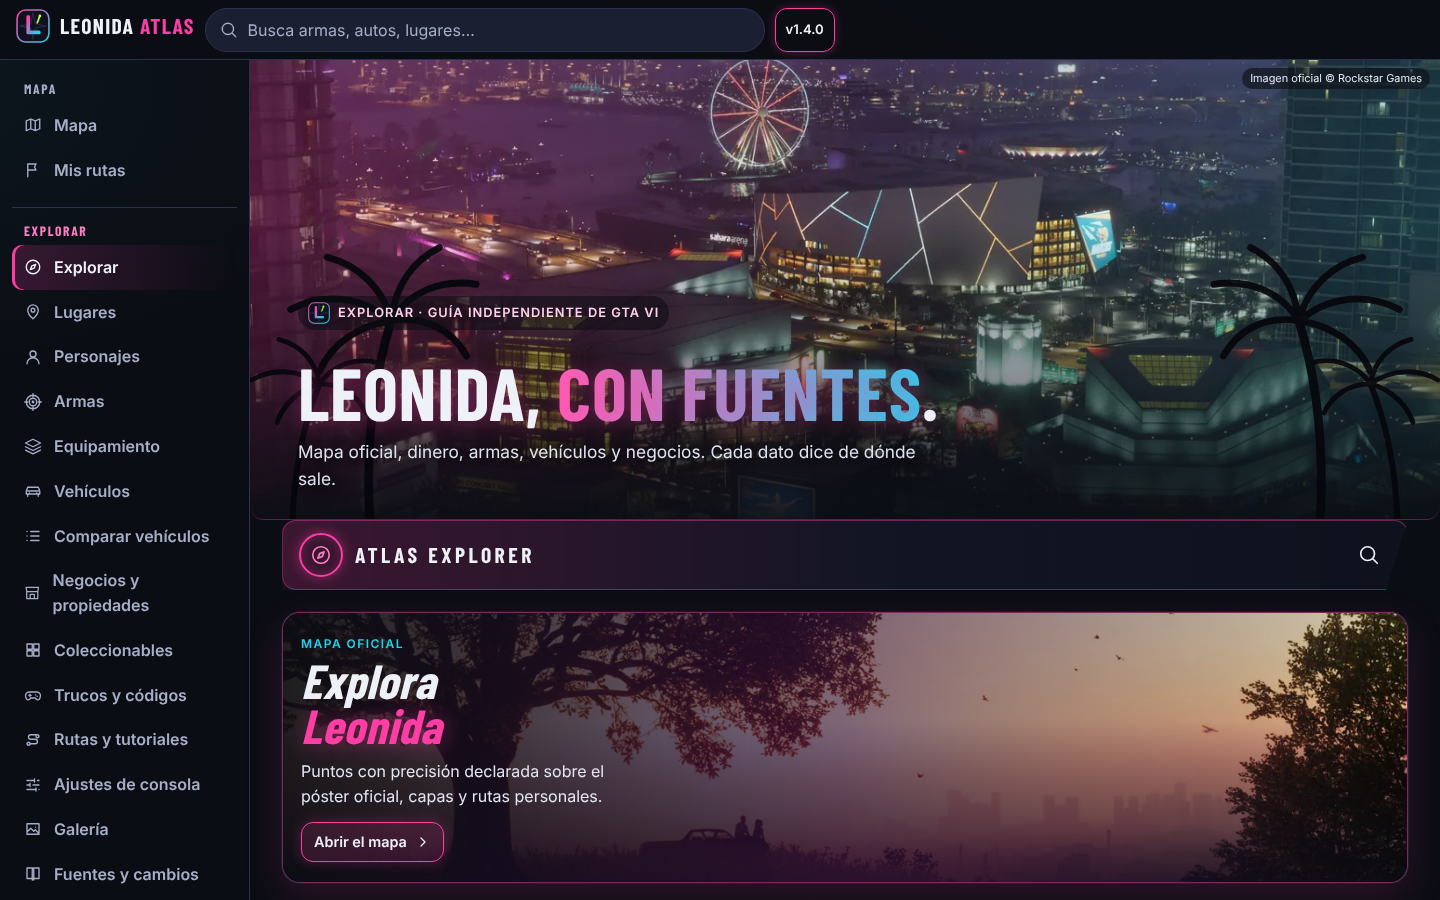 LEONIDA ATLAS
Busca armas, autos, lugares...
v1.4.0
MAPA
Mapa
Mis rutas
EXPLORAR
Explorar
Lugares
Personajes
Armas
Equipamiento
Vehículos
Comparar vehículos
Negocios y
propiedades
Coleccionables
Trucos y códigos
Rutas y tutoriales
Ajustes de consola
Galería
Fuentes y cambios
Imagen oficial © Rockstar Games
sahara arena
EXPLORAR · GUÍA INDEPENDIENTE DE GTA VI
LEONIDA, CON FUENTES.
Mapa oficial, dinero, armas, vehículos y negocios. Cada dato dice de dónde
sale.
ATLAS EXPLORER
MAPA OFICIAL
Explora
Leonida
Puntos con precisión declarada sobre el
póster oficial, capas y rutas personales.
Abrir el mapa